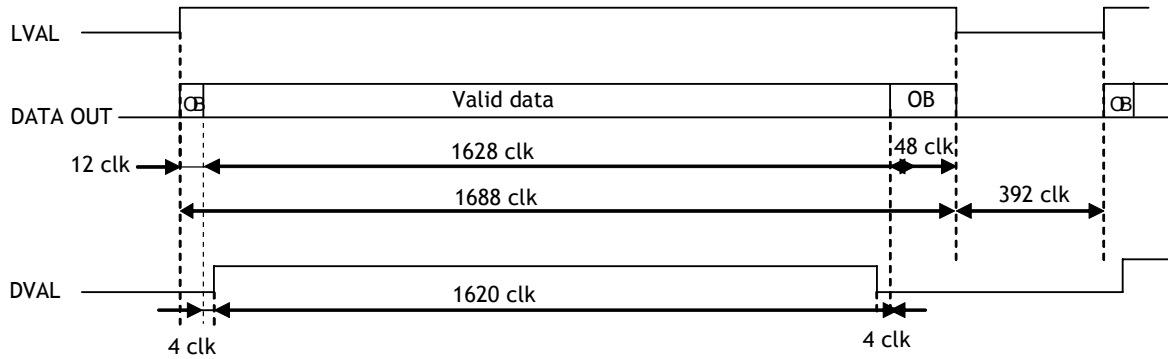 LVAL
DATA OUT
OB
Valid data
OB
OB
12 clk
1628 clk
48 clk
1688 clk
392 clk
DVAL
1620 clk
4 clk
4 clk